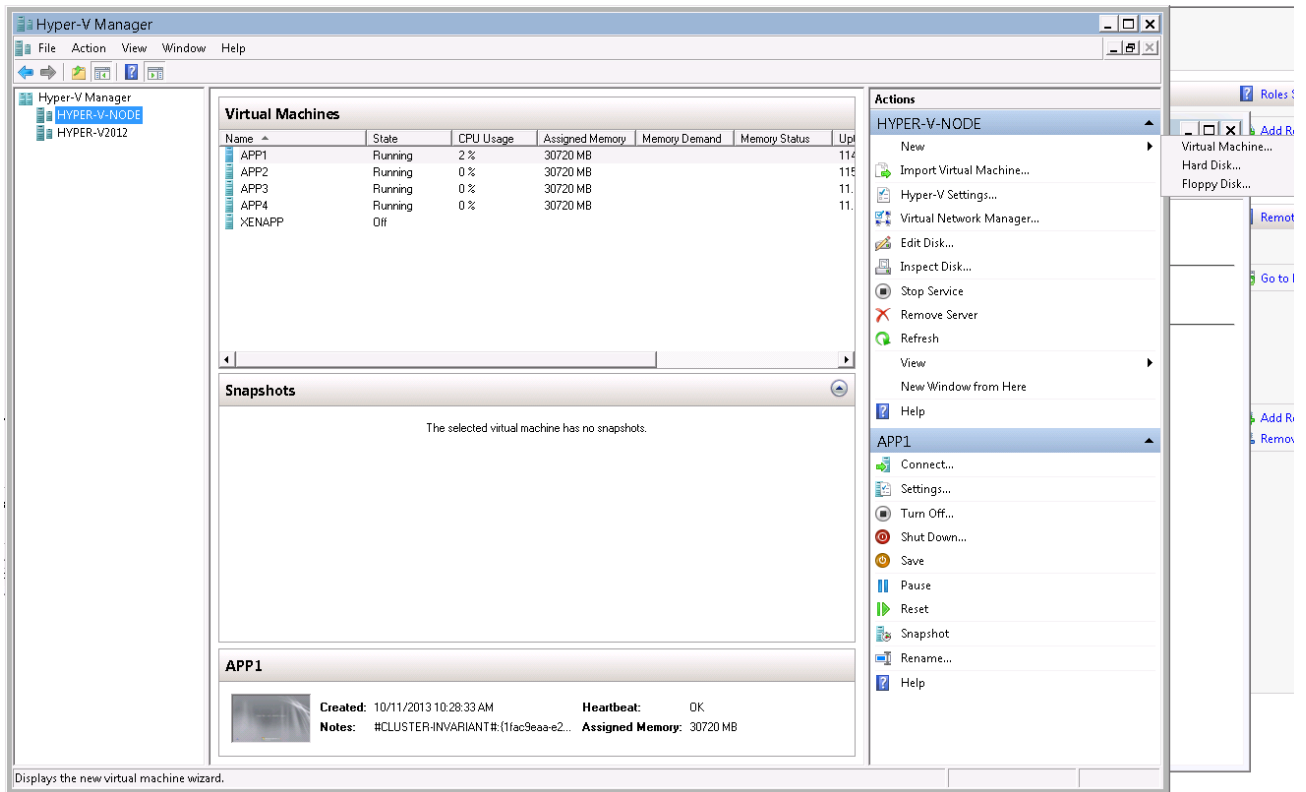 Hyper-V Manager
File Action View Window Help
Hyper-V Manager
HYPER-V-NODE
HYPER-V2012
Virtual Machines
Name State CPU Usage Assigned Memory Memory Demand Memory Status Upt
APP1 Running 2 % 30720 MB 114
APP2 Running 0 % 30720 MB 115
APP3 Running 0 % 30720 MB 11.
APP4 Running 0 % 30720 MB 11.
XENAPP Off
Snapshots
The selected virtual machine has no snapshots.
APP1
Created: 10/11/2013 10:28:33 AM Heartbeat: OK
Notes: #CLUSTER-INVARIANT#:{1fac9eaa-e2... Assigned Memory: 30720 MB
Actions
HYPER-V-NODE
New
Import Virtual Machine...
Hyper-V Settings...
Virtual Network Manager...
Edit Disk...
Inspect Disk...
Stop Service
Remove Server
Refresh
View
New Window from Here
Help
APP1
Connect...
Settings...
Turn Off...
Shut Down...
Save
Pause
Reset
Snapshot
Rename...
Help
Virtual Machine...
Hard Disk...
Floppy Disk...
Roles S
Add Ro
Remot
Go to
Add Ro
Remov
Displays the new virtual machine wizard.